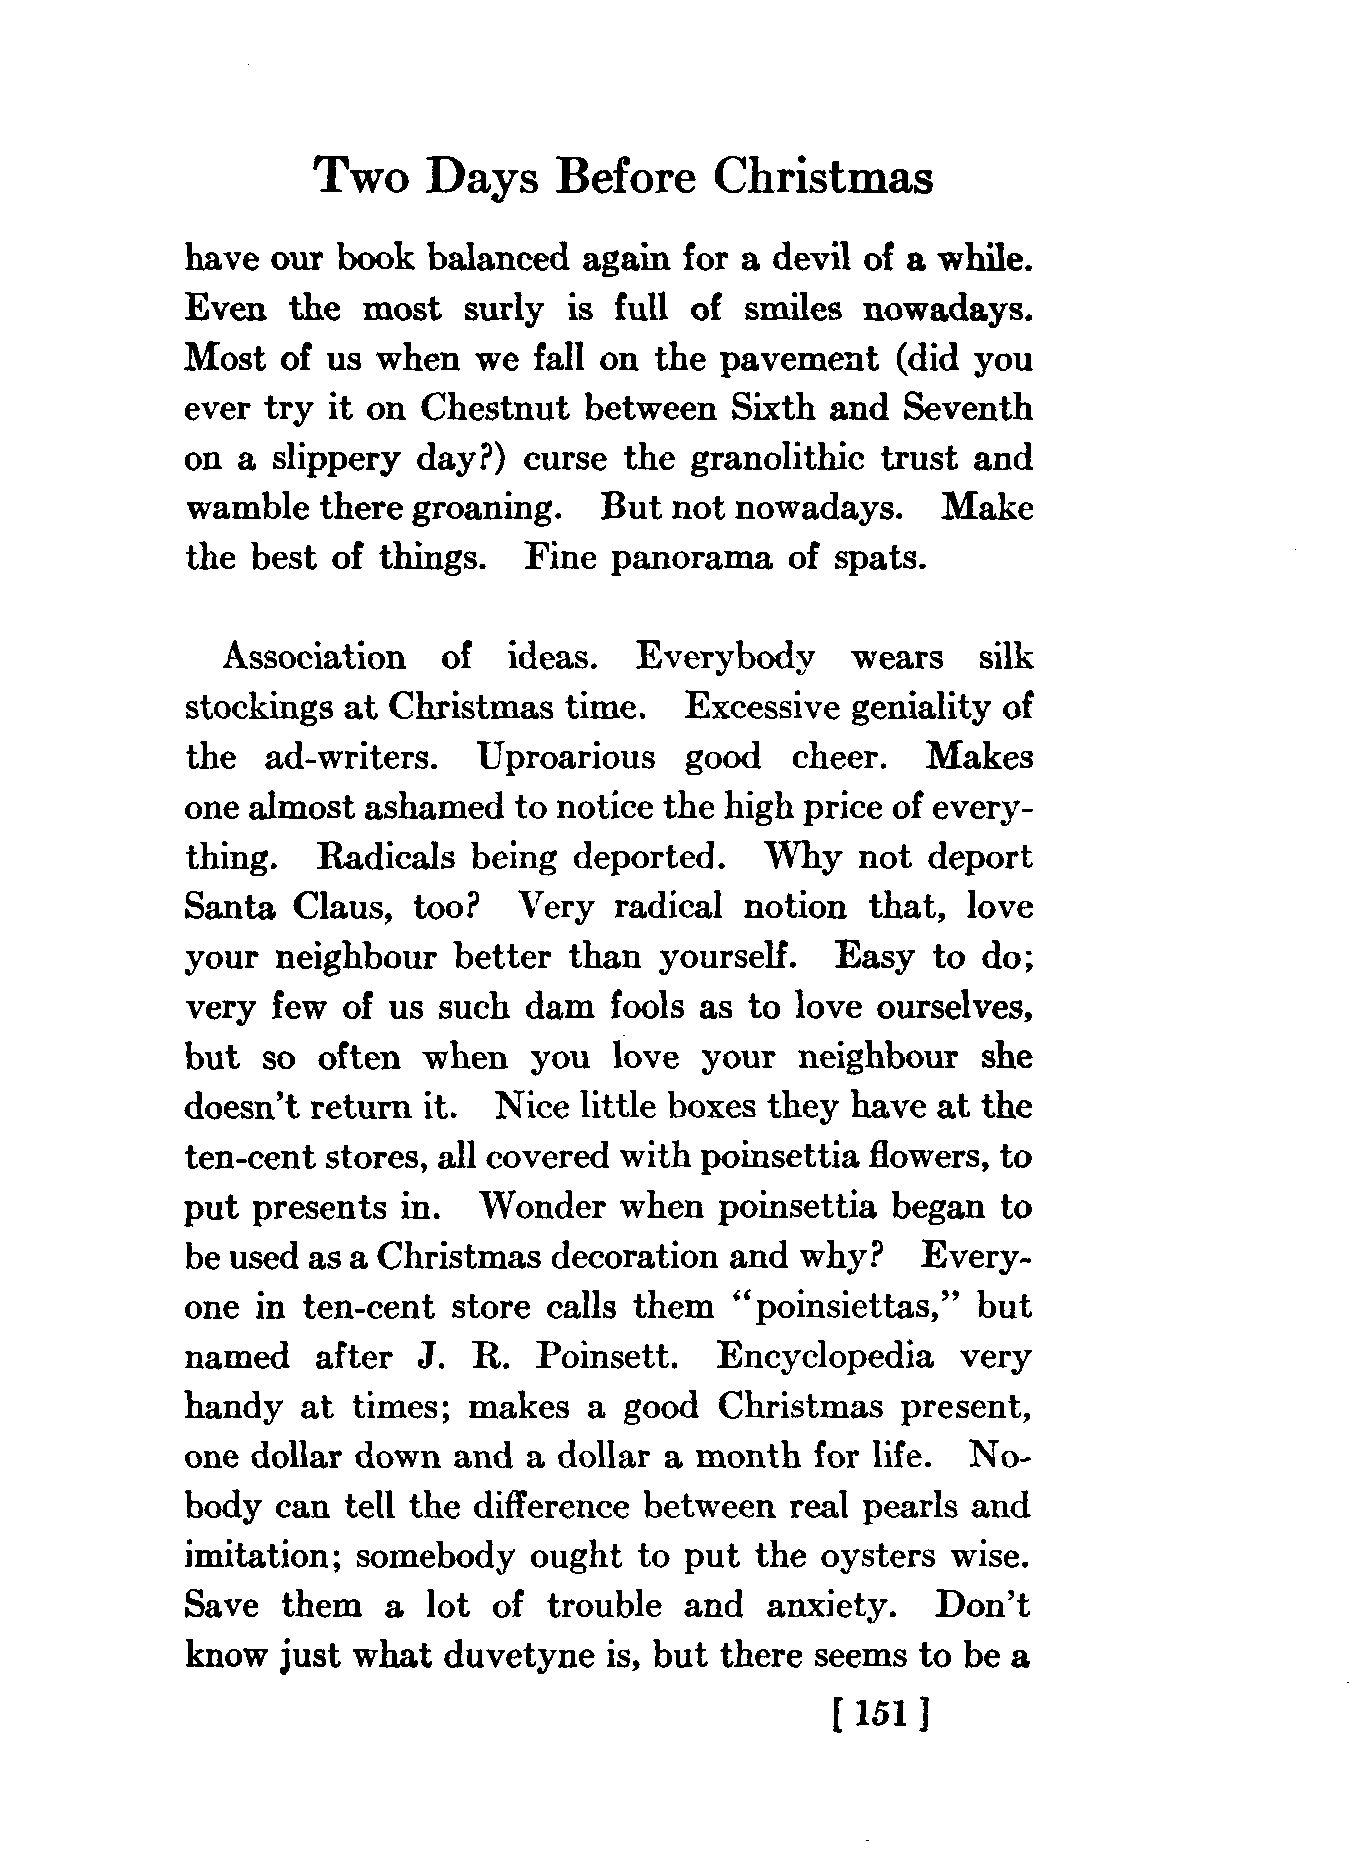 Two Days Before Christmas
have our book balanced again for a devil of a while.
Even the most surly is full of smiles nowadays.
Most of us when we fall on the pavement (did you
ever try it on Chestnut between Sixth and Seventh
on a slippery day?) curse the granolithic trust and
wamble there groaning. But not nowadays. Make
the best of things. Fine panorama of spats.
Association of ideas. Everybody wears silk
stockings at Christmas time. Excessive geniality of
the ad-writers. Uproarious good cheer. Makes
one almost ashamed to notice the high price of every-
thing. Radicals being deported. Why not deport
Santa Claus, too? Very radical notion that, love
your neighbour better than yourself. Easy to do;
very few of us such dam fools as to love ourselves,
but so often when you love your neighbour she
doesn't return it. Nice little boxes they have at the
ten-cent stores, all covered with poinsettia flowers, to
put presents in. Wonder when poinsettia began to
be used as a Christmas decoration and why? Every-
one in ten-cent store calls them “poinsiettas,” but
named after J. R. Poinsett. Encyclopedia very
handy at times; makes a good Christmas present,
one dollar down and a dollar a month for life. No-
body can tell the difference between real pearls and
imitation; somebody ought to put the oysters wise.
Save them a lot of trouble and anxiety. Don't
know just what duvetyne is, but there seems to be a
[ 151 ]